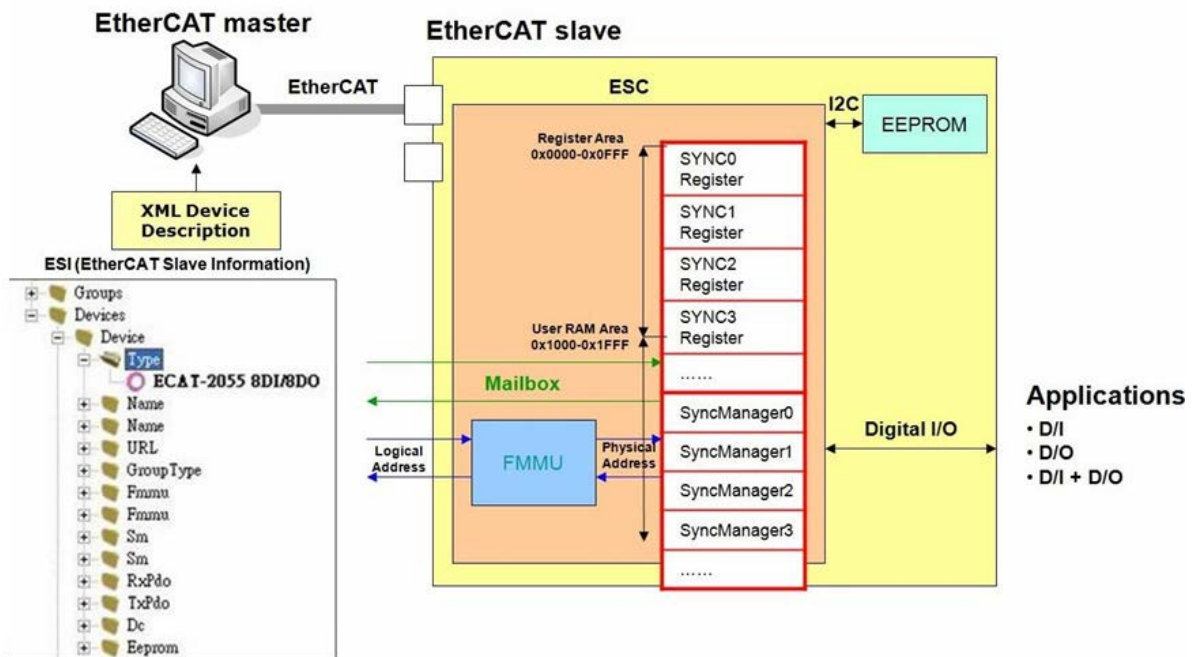 EtherCAT master
EtherCAT slave
EtherCAT
ESC
I2C
EEPROM
Register Area
0x0000-0x0FFF
SYNC0
Register
SYNC1
Register
SYNC2
Register
SYNC3
Register
......
User RAM Area
0x1000-0x1FFF
XML Device
Description
ESI (EtherCAT Slave Information)
Groups
Devices
Device
Type
ECAT-2055 8DI/8DO
Name
Name
URL
GroupType
Fmmu
Fmmu
Sm
Sm
RxPdo
TxPdo
Dc
Eeprom
Mailbox
Logical
Address
FMMU
Physical
Address
SyncManager0
SyncManager1
SyncManager2
SyncManager3
......
Digital I/O
Applications
• D/I
• D/O
• D/I + D/O